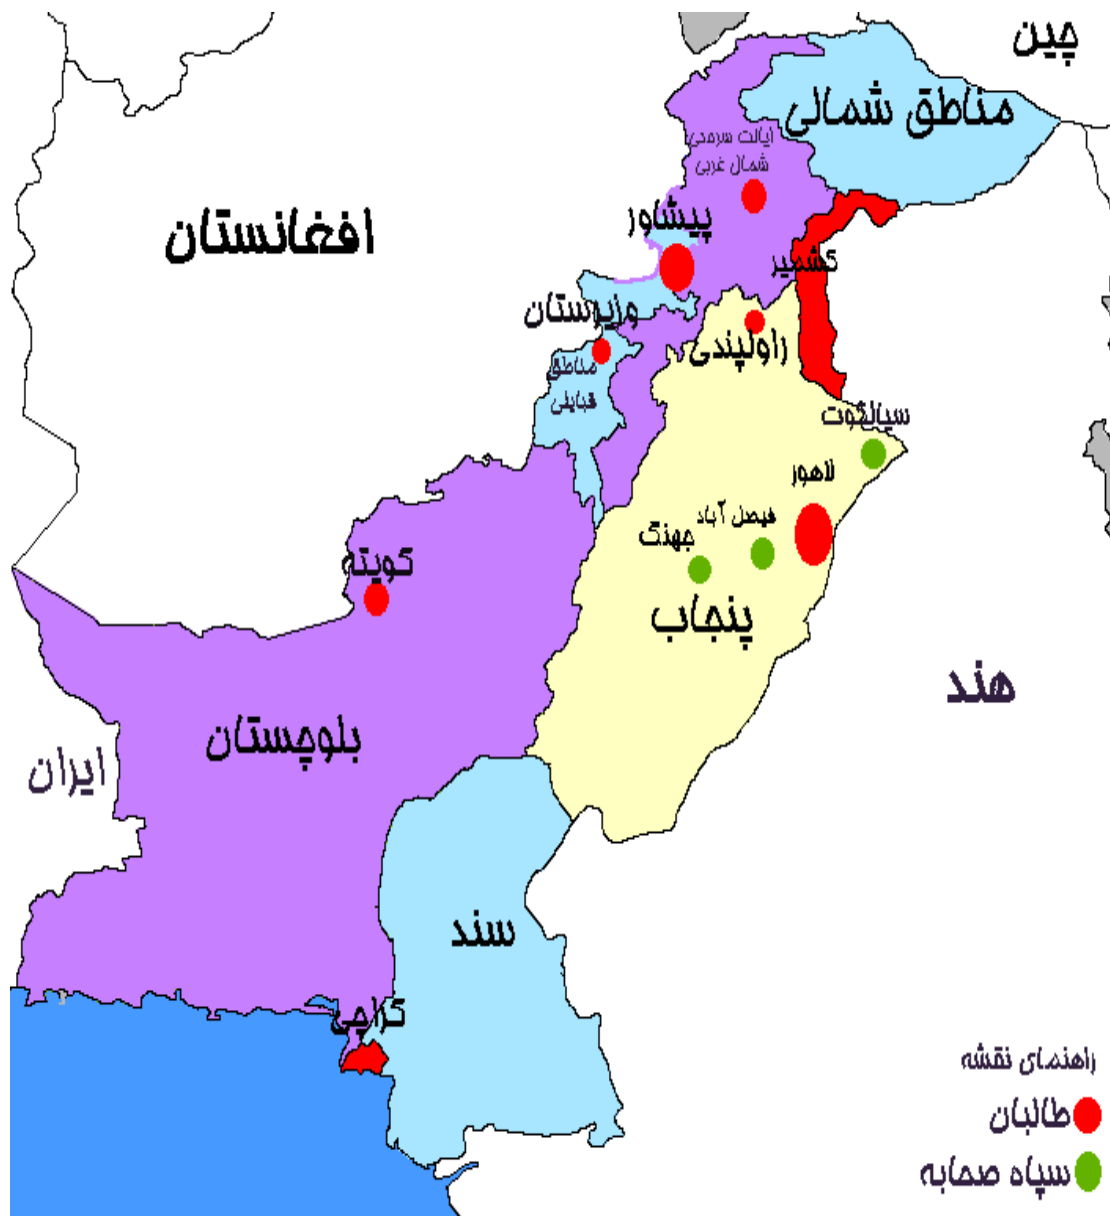 چین
مناطق شمالی
ایالت سرحدی
شمال غربی
افغانستان
پیشاور
کشمیر
وزیرستان
راولپندی
مناطق
قبایلی
سیالکوت
لاهور
فیصل آباد
جهنگ
کویته
پنجاب
هند
بلوچستان
ایران
سند
کراچی
راهنمای نقشه
طالبان
سپاه صحابه